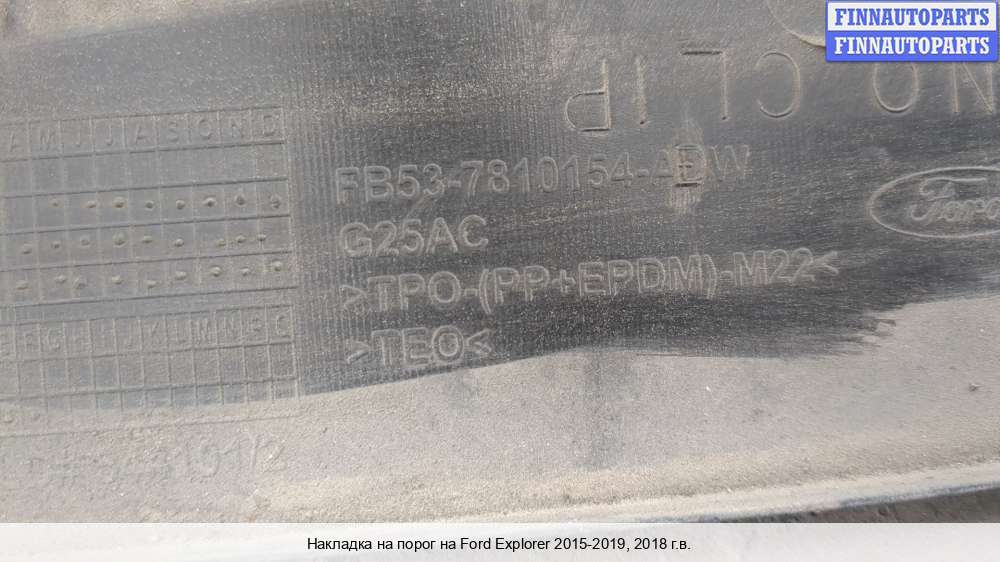 FINNAUTOPARTS
FINNAUTOPARTS
NO CLIP
AMJJASOND
FB53-7810154-AEW
Ford
G25AC
>TPO-(PP+EPDM)-M22<
>TEO<
Накладка на порог на Ford Explorer 2015-2019, 2018 г.в.